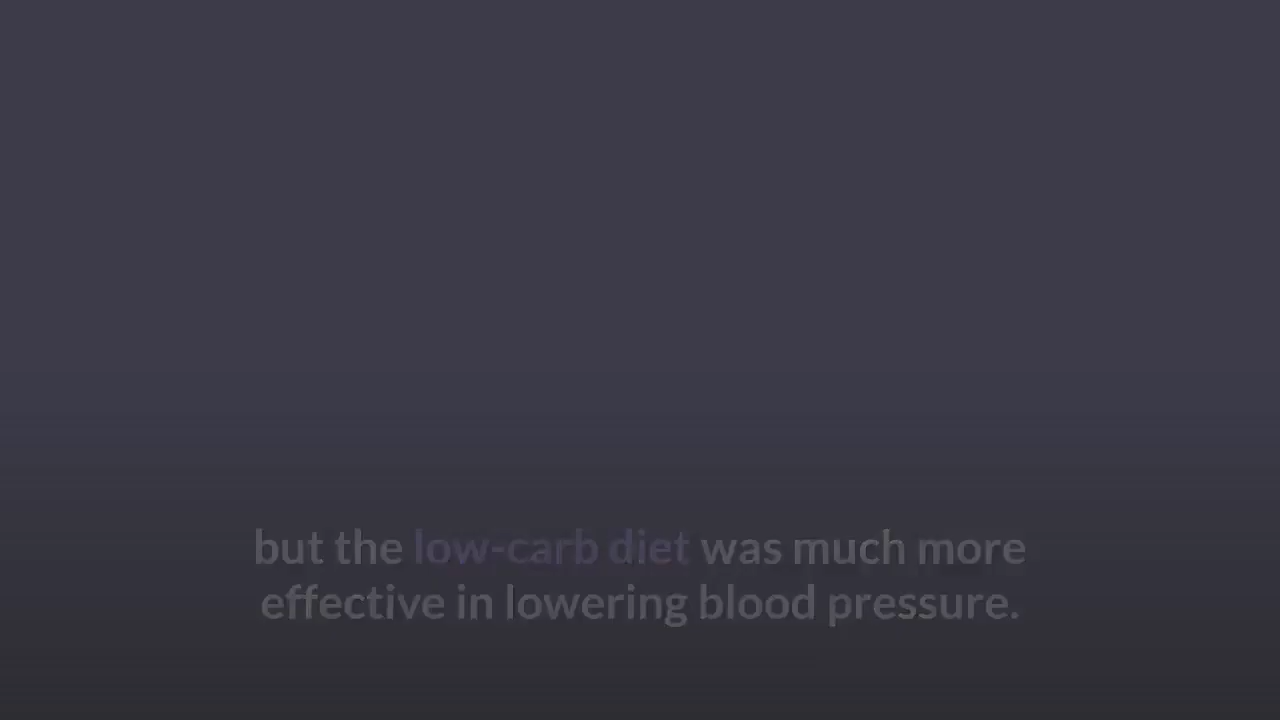 but the low-carb diet was much more
effective in lowering blood pressure.